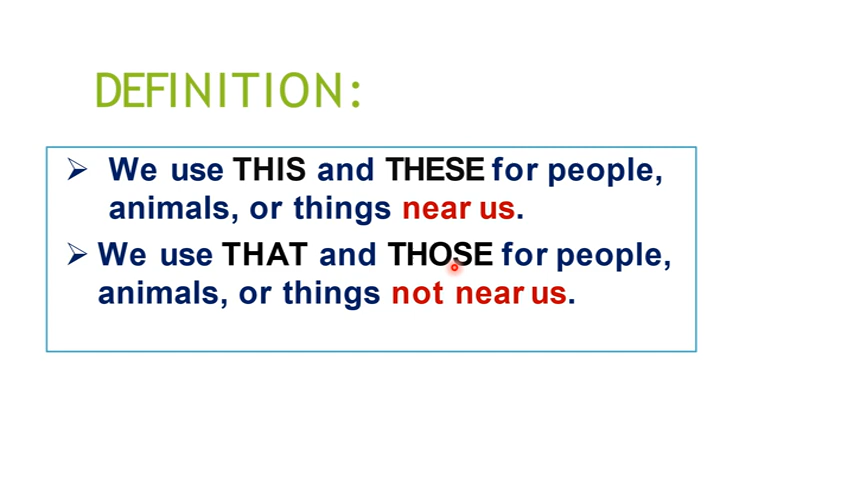 DEFINITION:
➢ We use THIS and THESE for people,
animals, or things near us.
➢ We use THAT and THOSE for people,
animals, or things not near us.